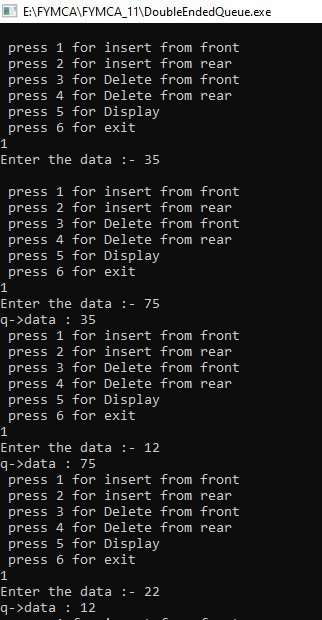 E:\FYMCA\FYMCA_11\DoubleEndedQueue.exe
press 1 for insert from front
press 2 for insert from rear
press 3 for Delete from front
press 4 for Delete from rear
press 5 for Display
press 6 for exit
1
Enter the data :- 35
press 1 for insert from front
press 2 for insert from rear
press 3 for Delete from front
press 4 for Delete from rear
press 5 for Display
press 6 for exit
1
Enter the data :- 75
q->data : 35
press 1 for insert from front
press 2 for insert from rear
press 3 for Delete from front
press 4 for Delete from rear
press 5 for Display
press 6 for exit
1
Enter the data :- 12
q->data : 75
press 1 for insert from front
press 2 for insert from rear
press 3 for Delete from front
press 4 for Delete from rear
press 5 for Display
press 6 for exit
1
Enter the data :- 22
q->data : 12